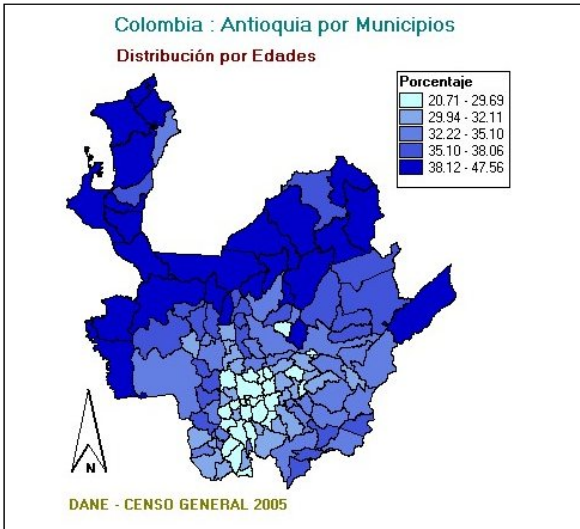 Colombia : Antioquia por Municipios
Distribución por Edades
Porcentaje
20.71 - 29.69
29.94 - 32.11
32.22 - 35.10
35.10 - 38.06
38.12 - 47.56
N
DANE - CENSO GENERAL 2005